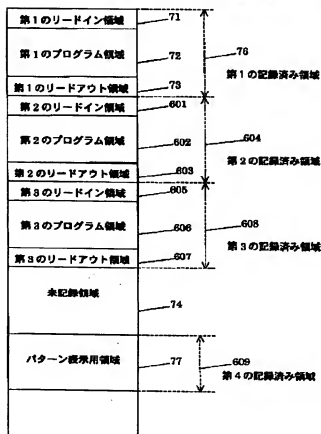 第1のリードイン領域 71
第1のプログラム領域 72 76
第1の記録済み領域
第1のリードアウト領域 73
第2のリードイン領域 601
第2のプログラム領域 602 604
第2の記録済み領域
第2のリードアウト領域 603
第3のリードイン領域 605
第3のプログラム領域 606 608
第3の記録済み領域
第3のリードアウト領域 607
未記録領域 74
パターン表示用領域 77 609
第4の記録済み領域